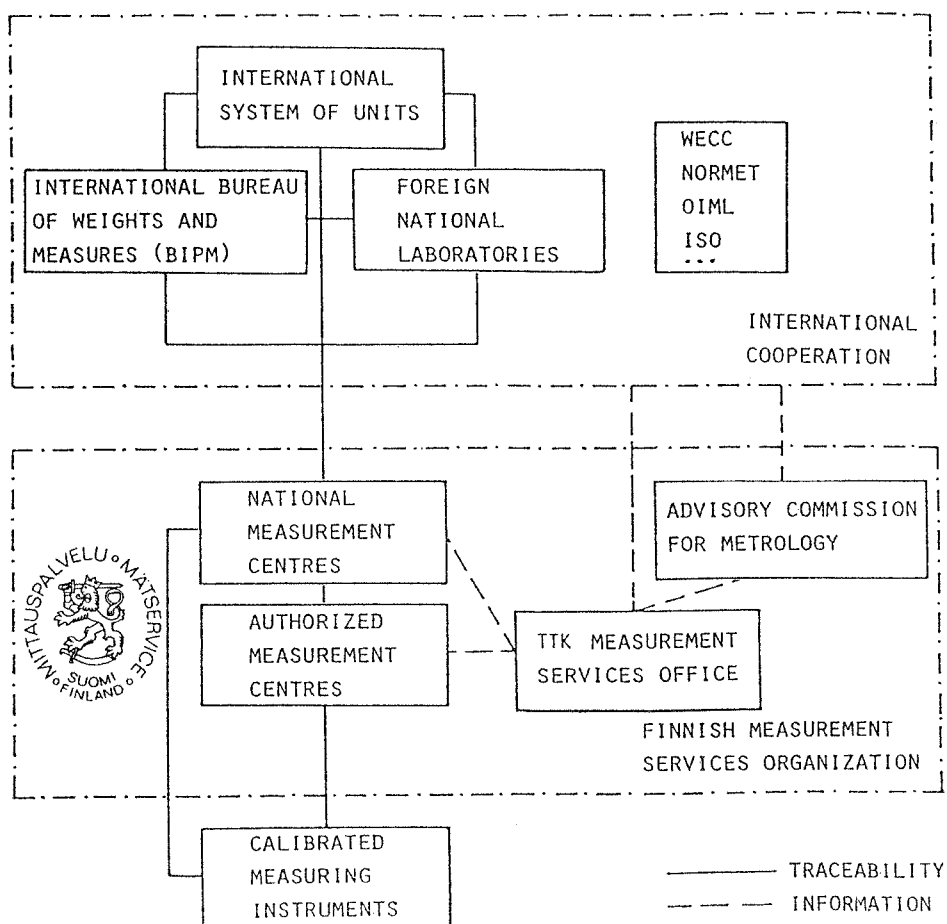 INTERNATIONAL
SYSTEM OF UNITS
INTERNATIONAL BUREAU
OF WEIGHTS AND
MEASURES (BIPM)
FOREIGN
NATIONAL
LABORATORIES
WECC
NORMET
OIML
ISO
...
INTERNATIONAL
COOPERATION
NATIONAL
MEASUREMENT
CENTRES
ADVISORY COMMISSION
FOR METROLOGY
MITTAUSPALVELU • MÄTSERVICE
SUOMI
FINLAND
AUTHORIZED
MEASUREMENT
CENTRES
TTK MEASUREMENT
SERVICES OFFICE
FINNISH MEASUREMENT
SERVICES ORGANIZATION
CALIBRATED
MEASURING
INSTRUMENTS
TRACEABILITY
INFORMATION